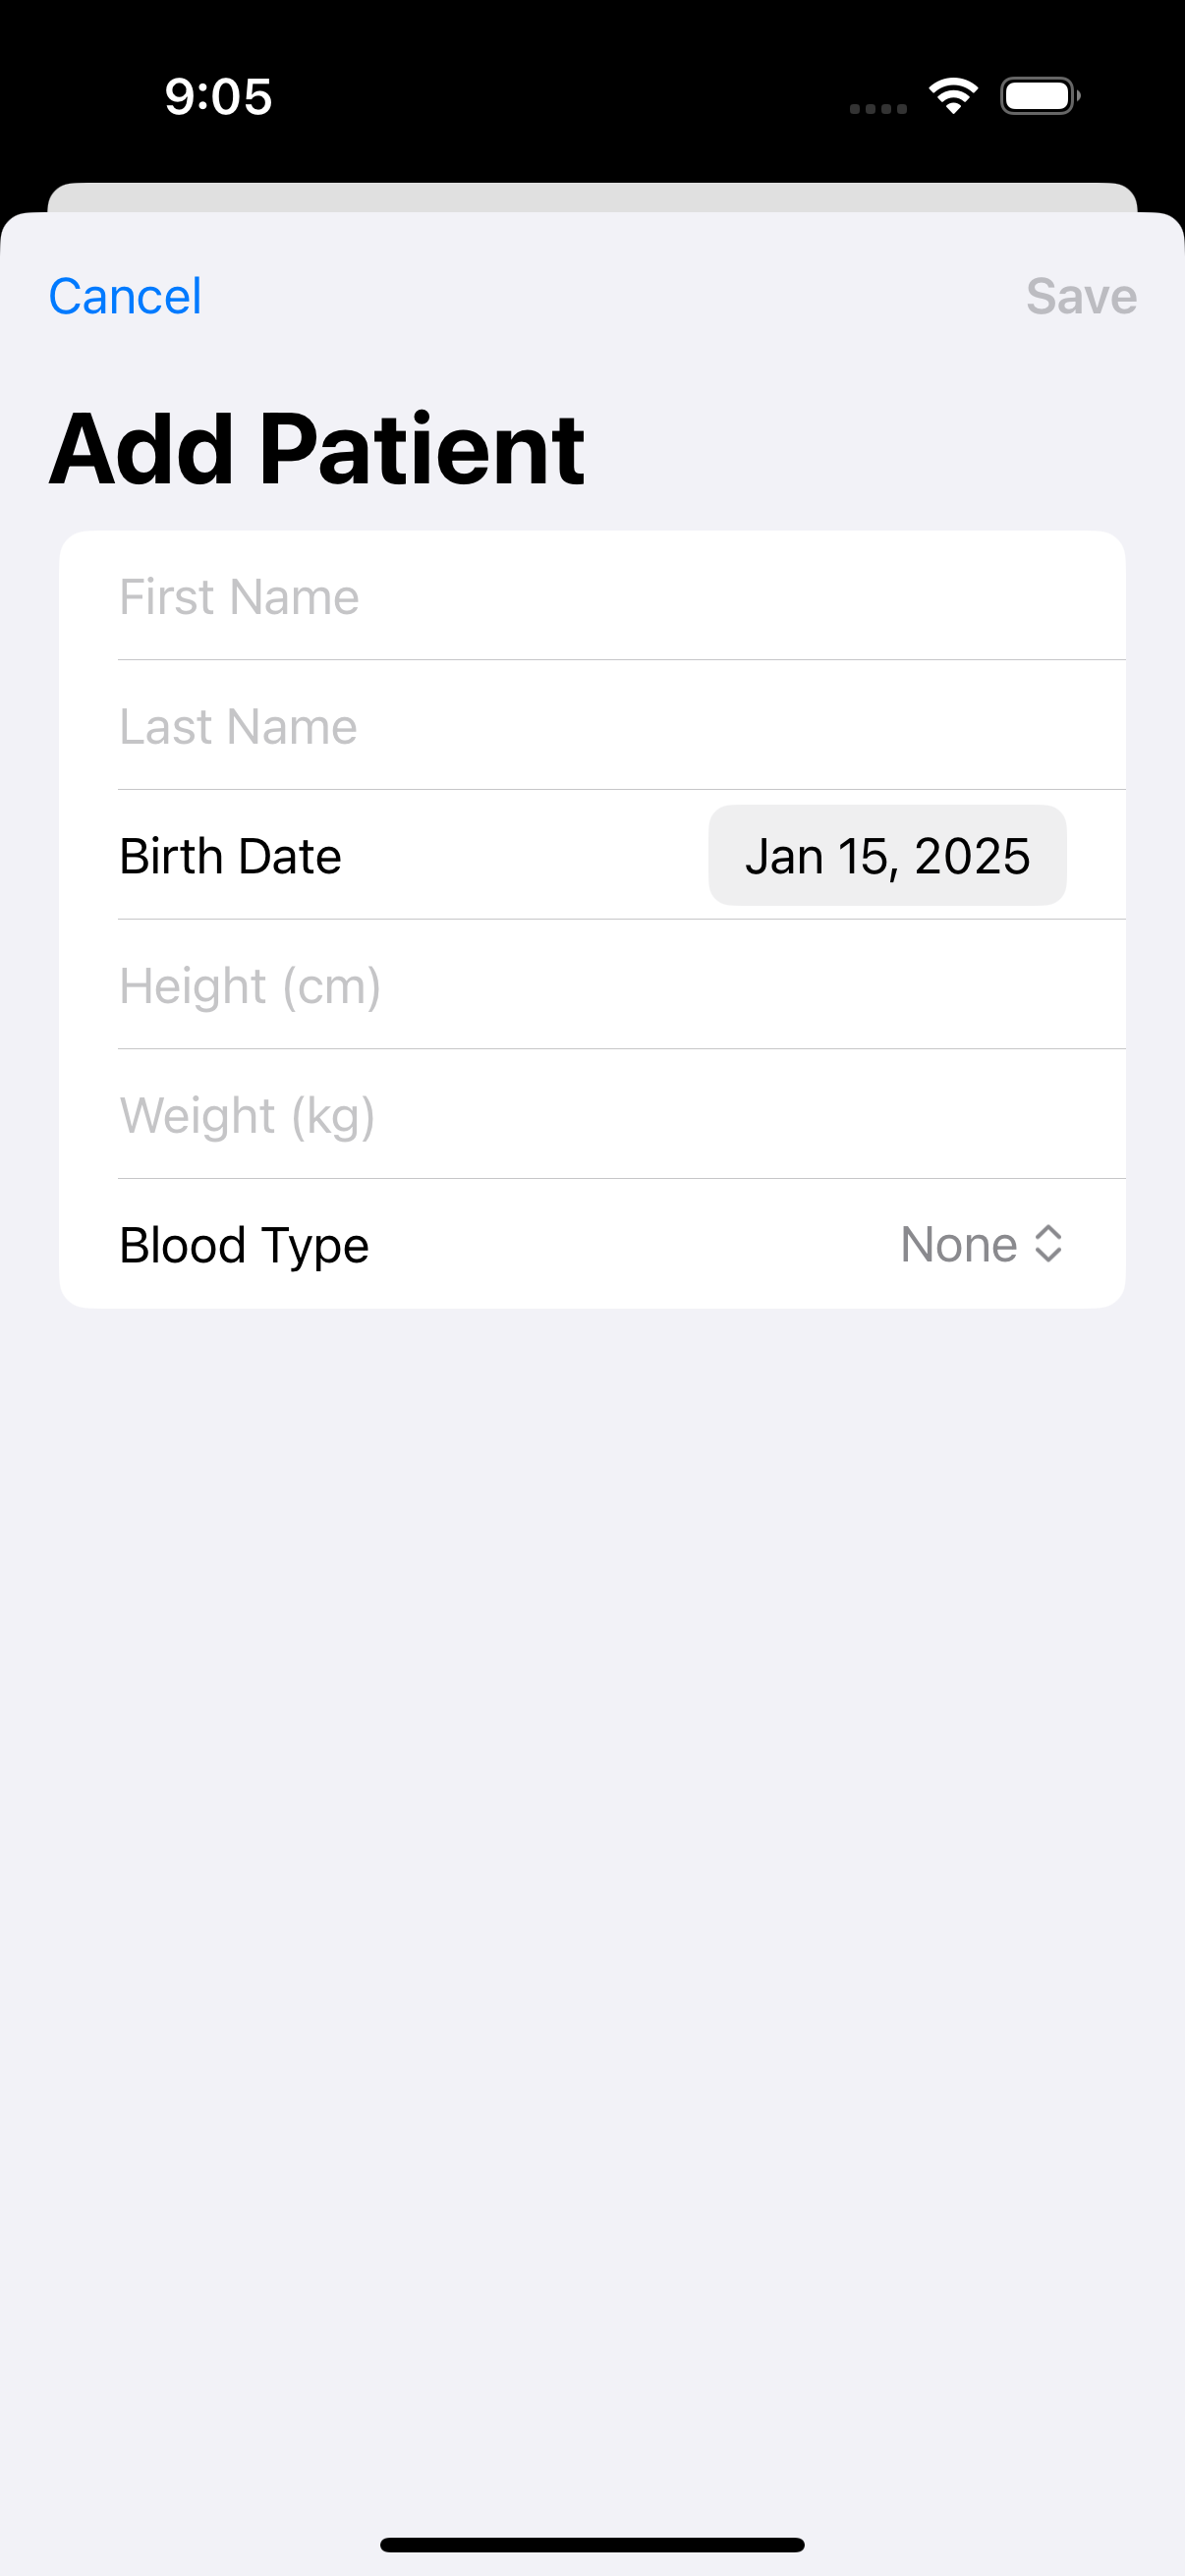 9:05
Cancel
Save
Add Patient
First Name
Last Name
Birth Date
Jan 15, 2025
Height (cm)
Weight (kg)
Blood Type
None